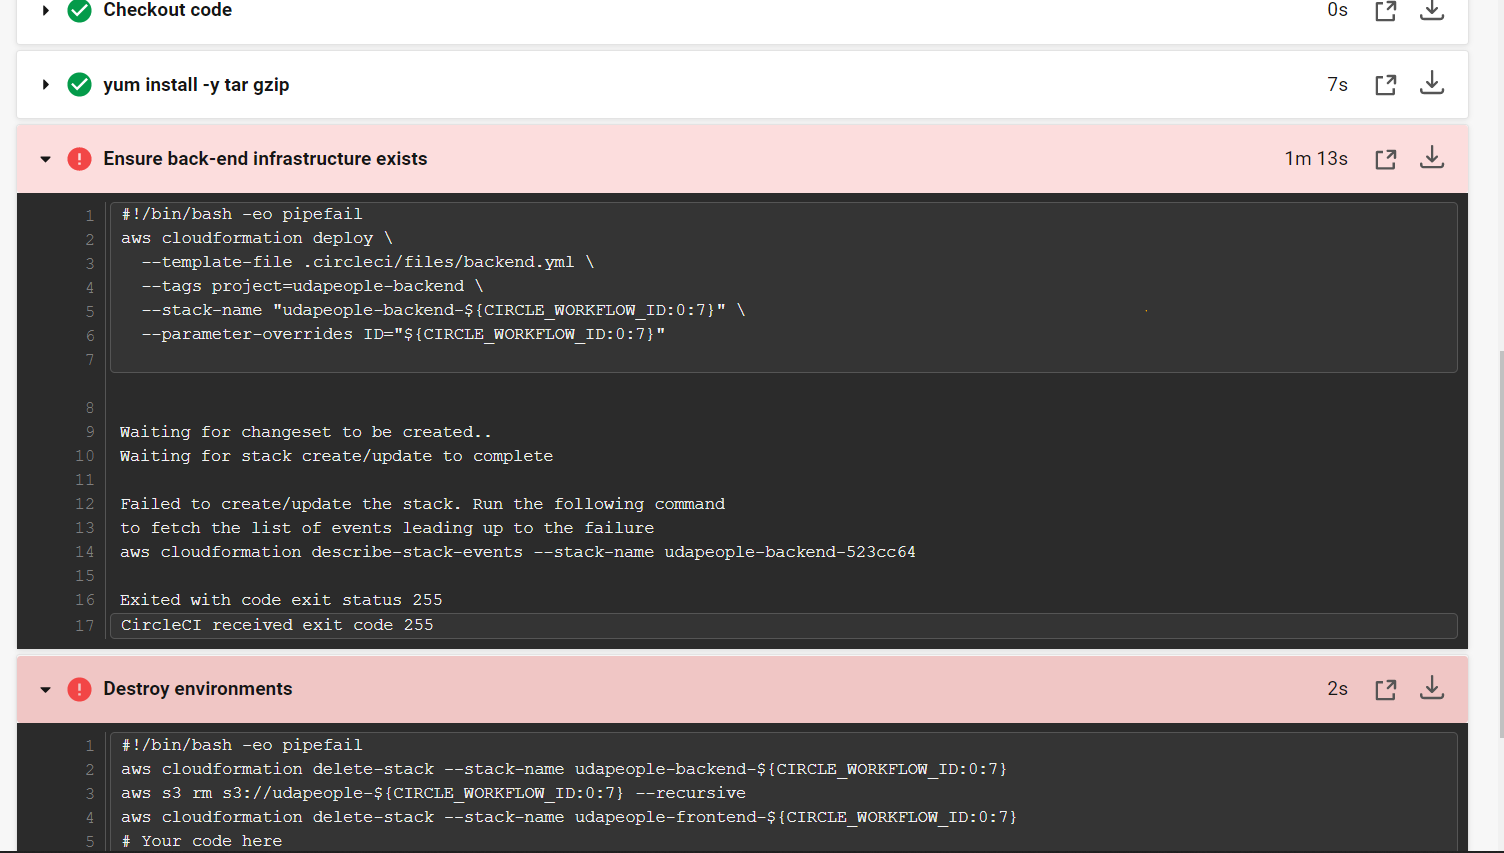 Checkout code 0s
yum install -y tar gzip 7s
Ensure back-end infrastructure exists 1m 13s
1 #!/bin/bash -eo pipefail
2 aws cloudformation deploy \
3 --template-file .circleci/files/backend.yml \
4 --tags project=udapeople-backend \
5 --stack-name "udapeople-backend-${CIRCLE_WORKFLOW_ID:0:7}" \
6 --parameter-overrides ID="${CIRCLE_WORKFLOW_ID:0:7}"
7
8
9 Waiting for changeset to be created..
10 Waiting for stack create/update to complete
11
12 Failed to create/update the stack. Run the following command
13 to fetch the list of events leading up to the failure
14 aws cloudformation describe-stack-events --stack-name udapeople-backend-523cc64
15
16 Exited with code exit status 255
17 CircleCI received exit code 255
Destroy environments 2s
1 #!/bin/bash -eo pipefail
2 aws cloudformation delete-stack --stack-name udapeople-backend-${CIRCLE_WORKFLOW_ID:0:7}
3 aws s3 rm s3://udapeople-${CIRCLE_WORKFLOW_ID:0:7} --recursive
4 aws cloudformation delete-stack --stack-name udapeople-frontend-${CIRCLE_WORKFLOW_ID:0:7}
5 # Your code here